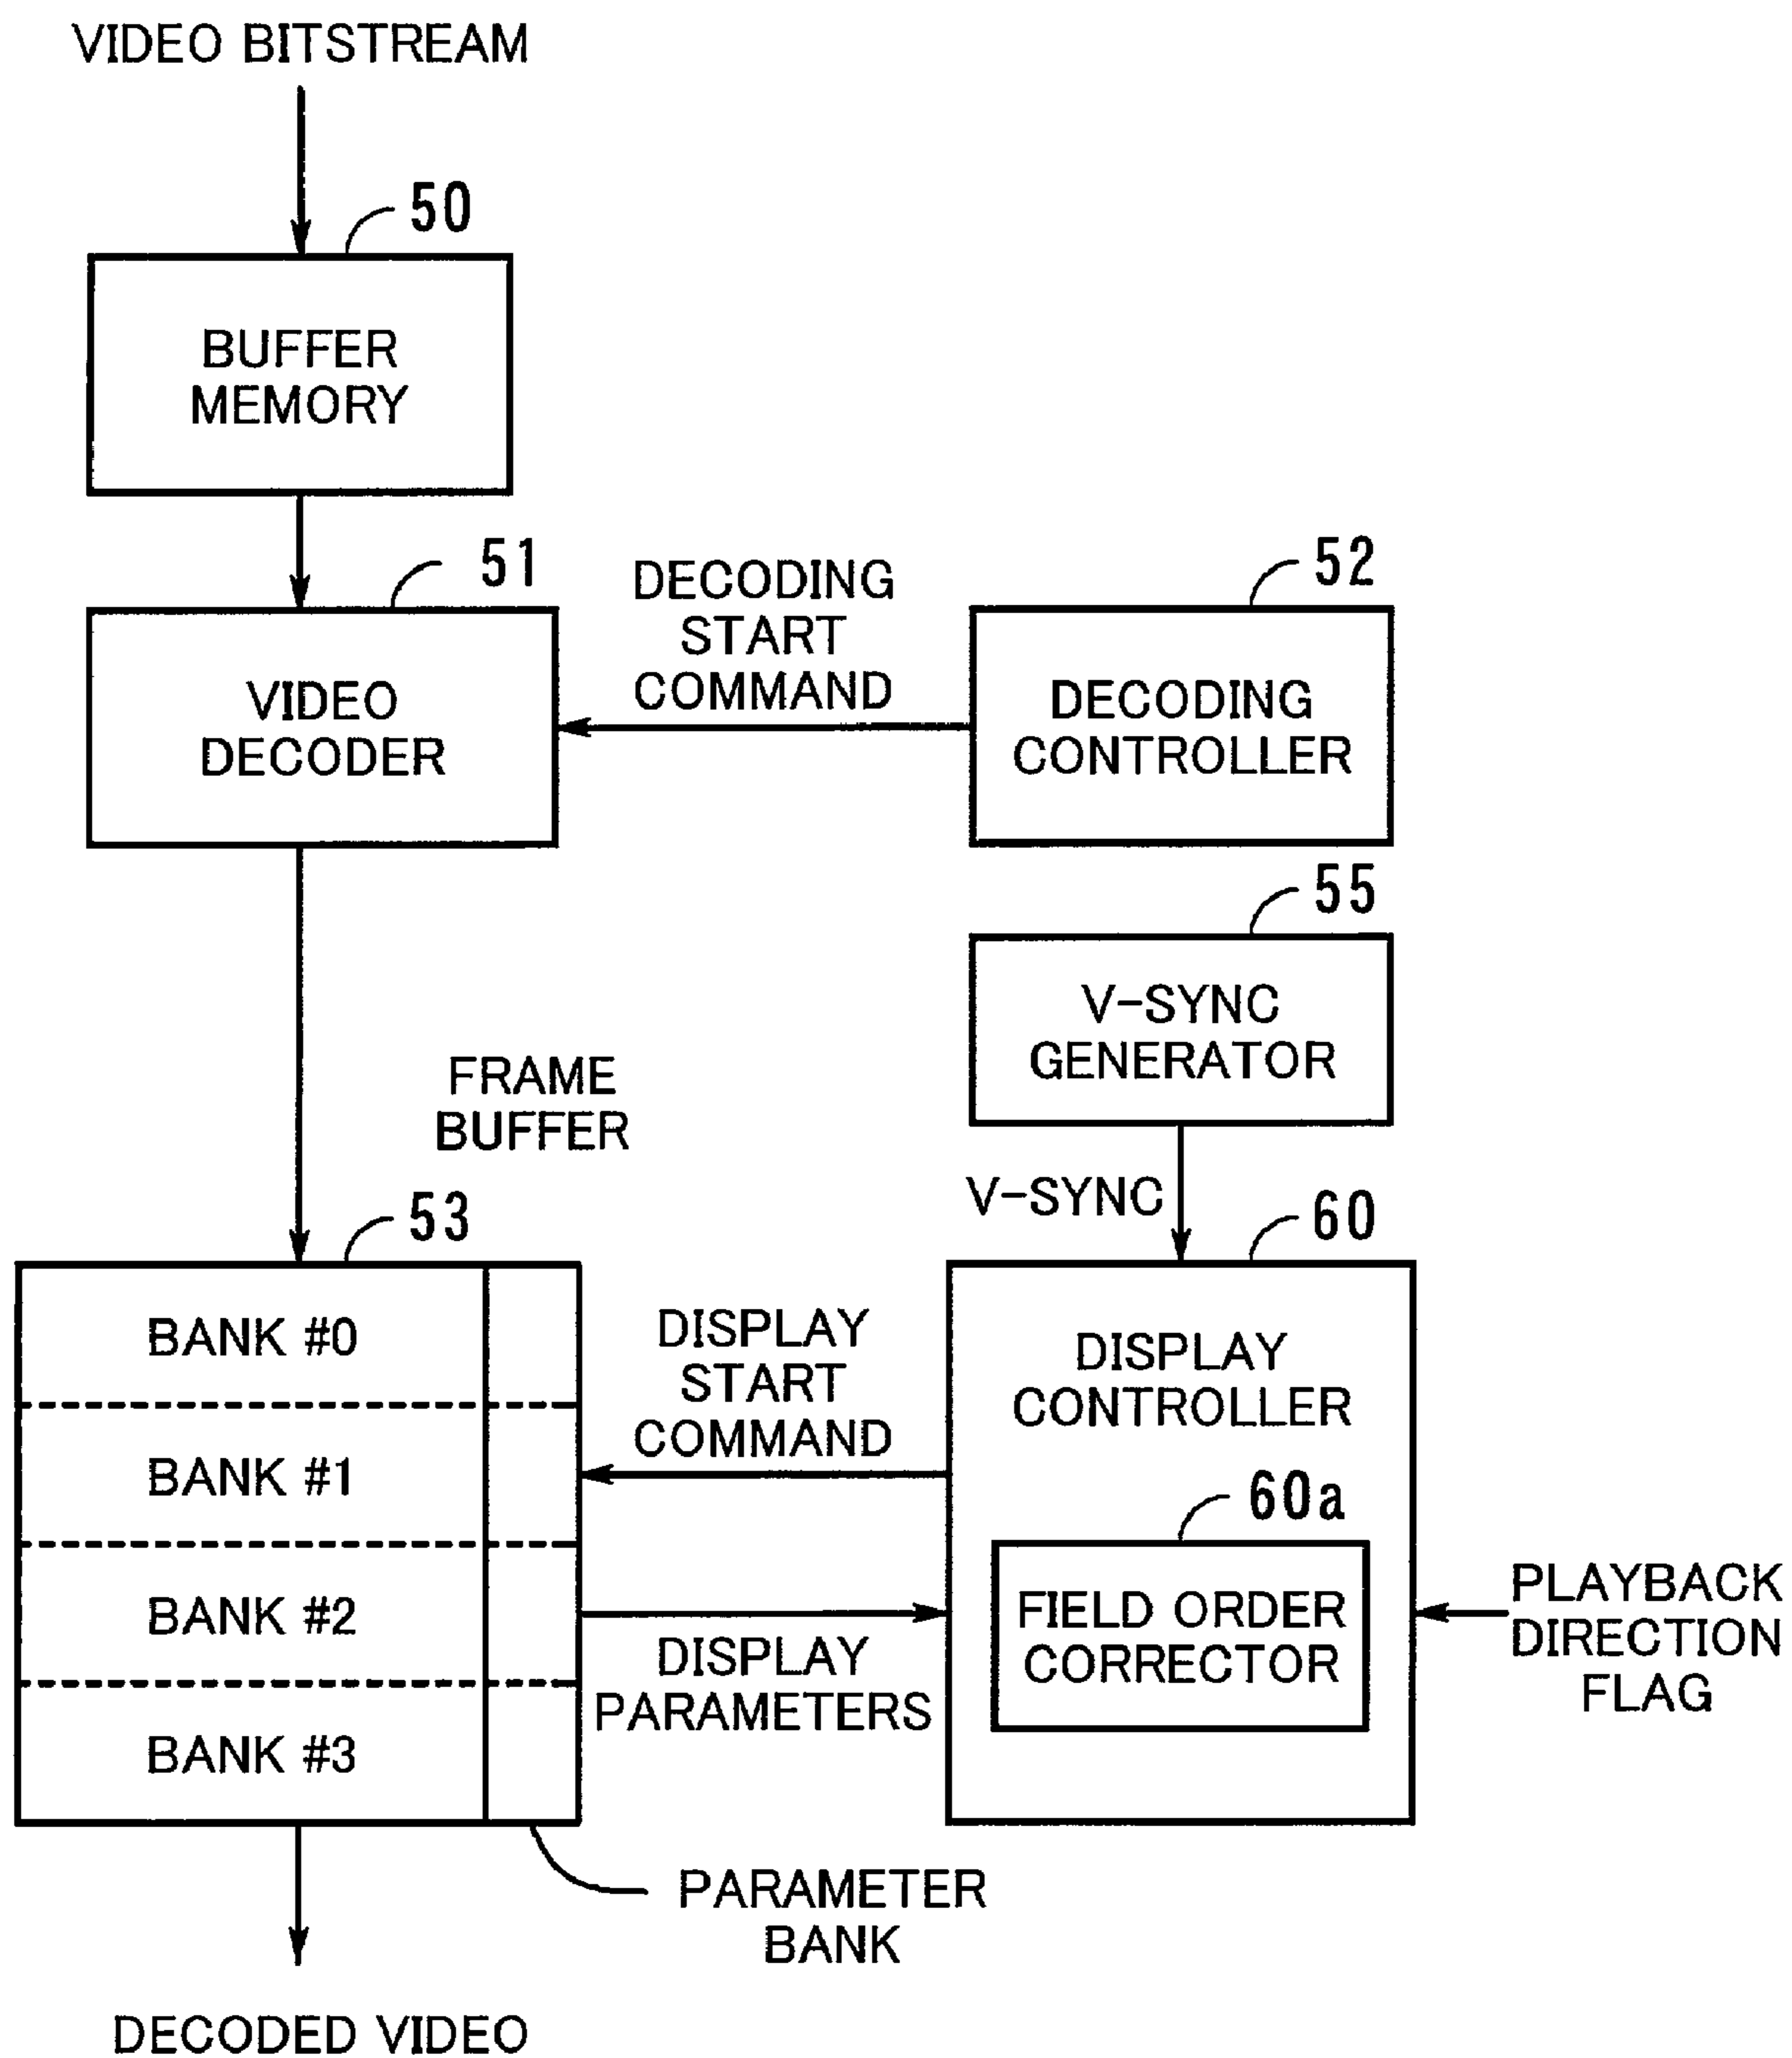 VIDEO BITSTREAM
50
BUFFER
MEMORY
51
VIDEO
DECODER
DECODING
START
COMMAND
52
DECODING
CONTROLLER
55
V-SYNC
GENERATOR
FRAME
BUFFER
V-SYNC
53
60
BANK #0
BANK #1
BANK #2
BANK #3
DISPLAY
START
COMMAND
DISPLAY
CONTROLLER
60a
FIELD ORDER
CORRECTOR
DISPLAY
PARAMETERS
PLAYBACK
DIRECTION
FLAG
PARAMETER
BANK
DECODED VIDEO